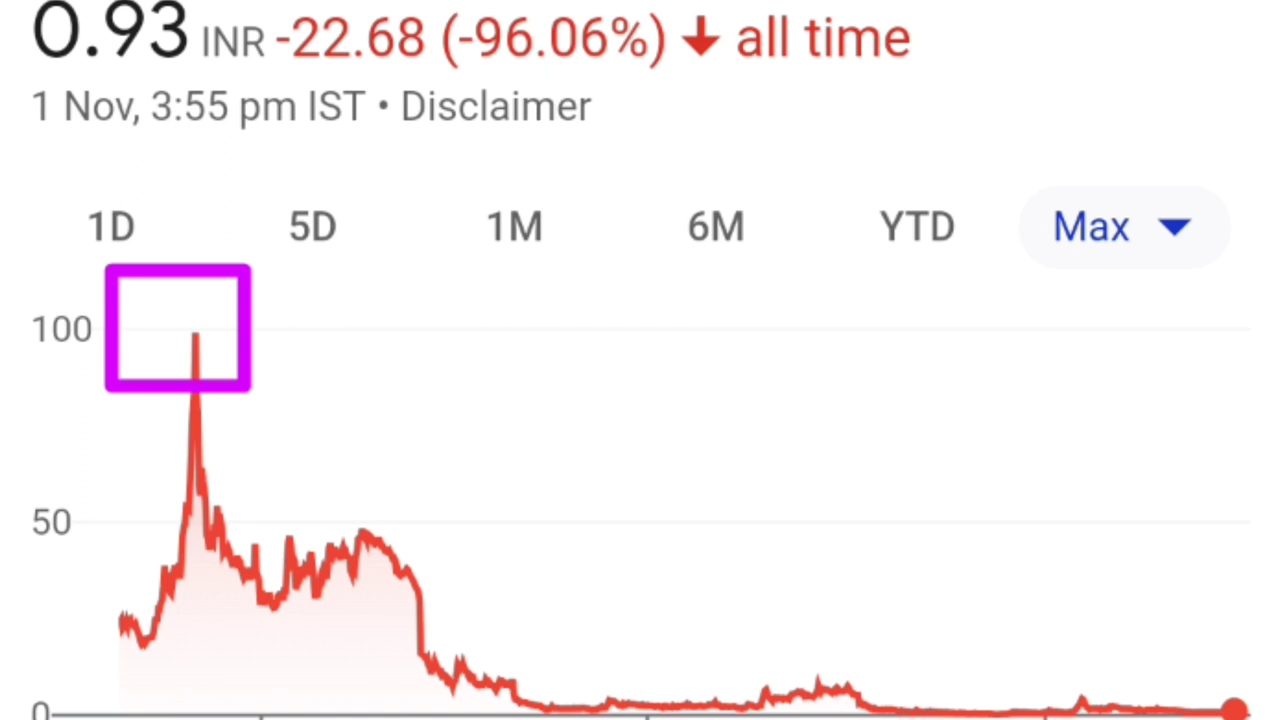 0.93 INR -22.68 (-96.06%) ↓ all time
1 Nov, 3:55 pm IST • Disclaimer
1D 5D 1M 6M YTD Max
100
50
0